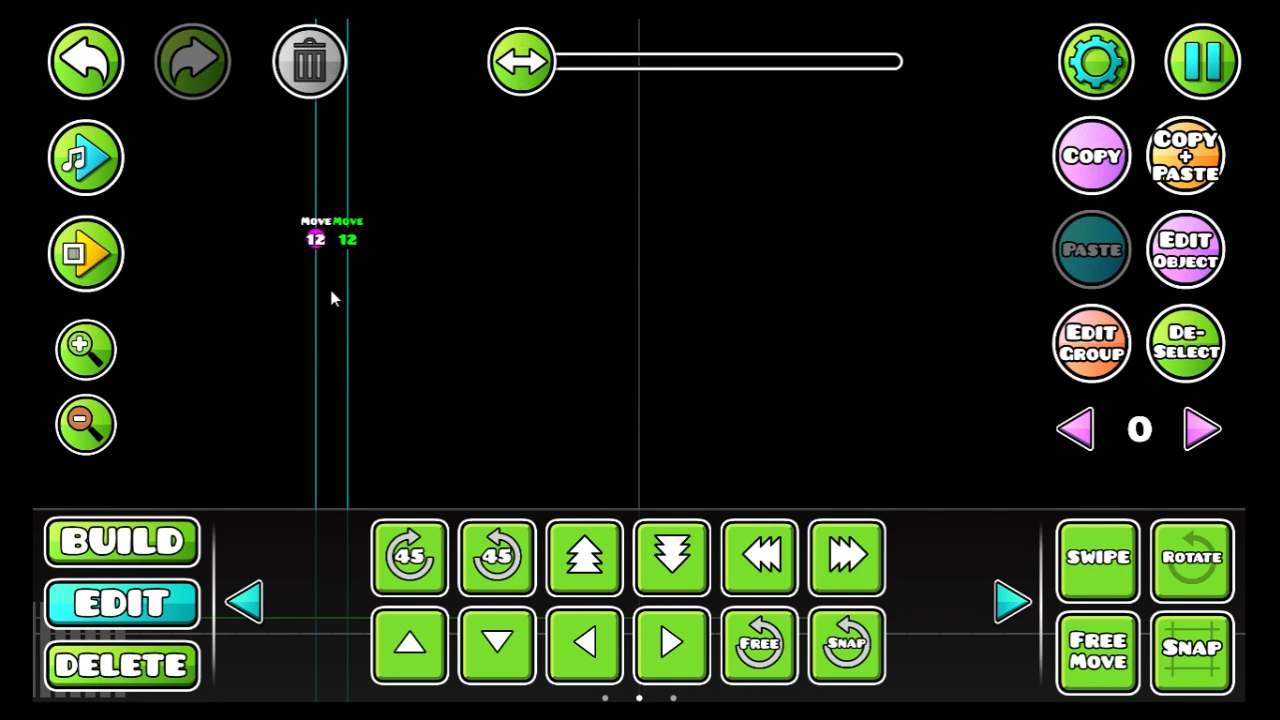 COPY
COPY
+
PASTE
MOVE MOVE
12 12
PASTE
EDIT
OBJECT
EDIT
GROUP
DE-
SELECT
0
BUILD
EDIT
DELETE
45 45
FREE SNAP
SWIPE ROTATE
FREE
MOVE
SNAP